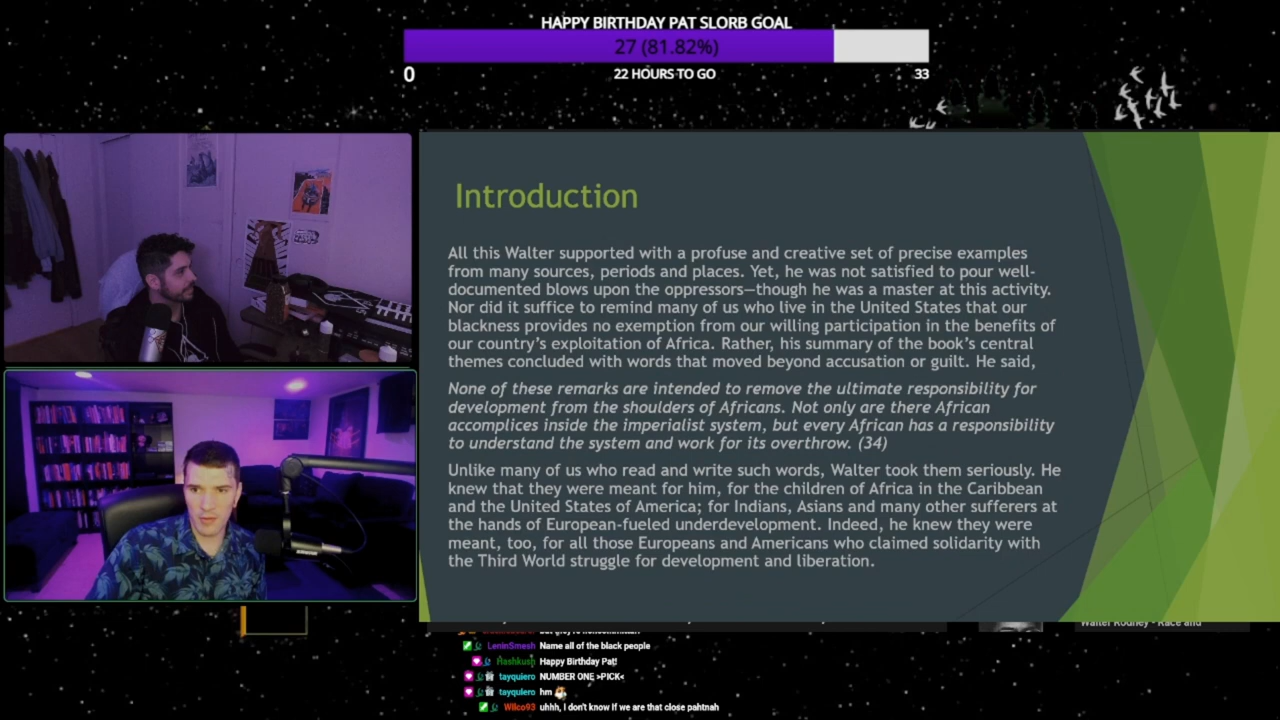 HAPPY BIRTHDAY PAT SLORB GOAL
27 (81.82%)
0
22 HOURS TO GO
33
Introduction
All this Walter supported with a profuse and creative set of precise examples
from many sources, periods and places. Yet, he was not satisfied to pour well-
documented blows upon the oppressors—though he was a master at this activity.
Nor did it suffice to remind many of us who live in the United States that our
blackness provides no exemption from our willing participation in the benefits of
our country’s exploitation of Africa. Rather, his summary of the book’s central
themes concluded with words that moved beyond accusation or guilt. He said,
None of these remarks are intended to remove the ultimate responsibility for
development from the shoulders of Africans. Not only are there African
accomplices inside the imperialist system, but every African has a responsibility
to understand the system and work for its overthrow. (34)
Unlike many of us who read and write such words, Walter took them seriously. He
knew that they were meant for him, for the children of Africa in the Caribbean
and the United States of America; for Indians, Asians and many other sufferers at
the hands of European-fueled underdevelopment. Indeed, he knew they were
meant, too, for all those Europeans and Americans who claimed solidarity with
the Third World struggle for development and liberation.
Walter Rodney - Race and
LeninSmesh Name all of the black people
Hashkush Happy Birthday Pat!
tayquiero NUMBER ONE >PICK<
tayquiero hm
Wilco93 uhhh, I don't know if we are that close pahtnah